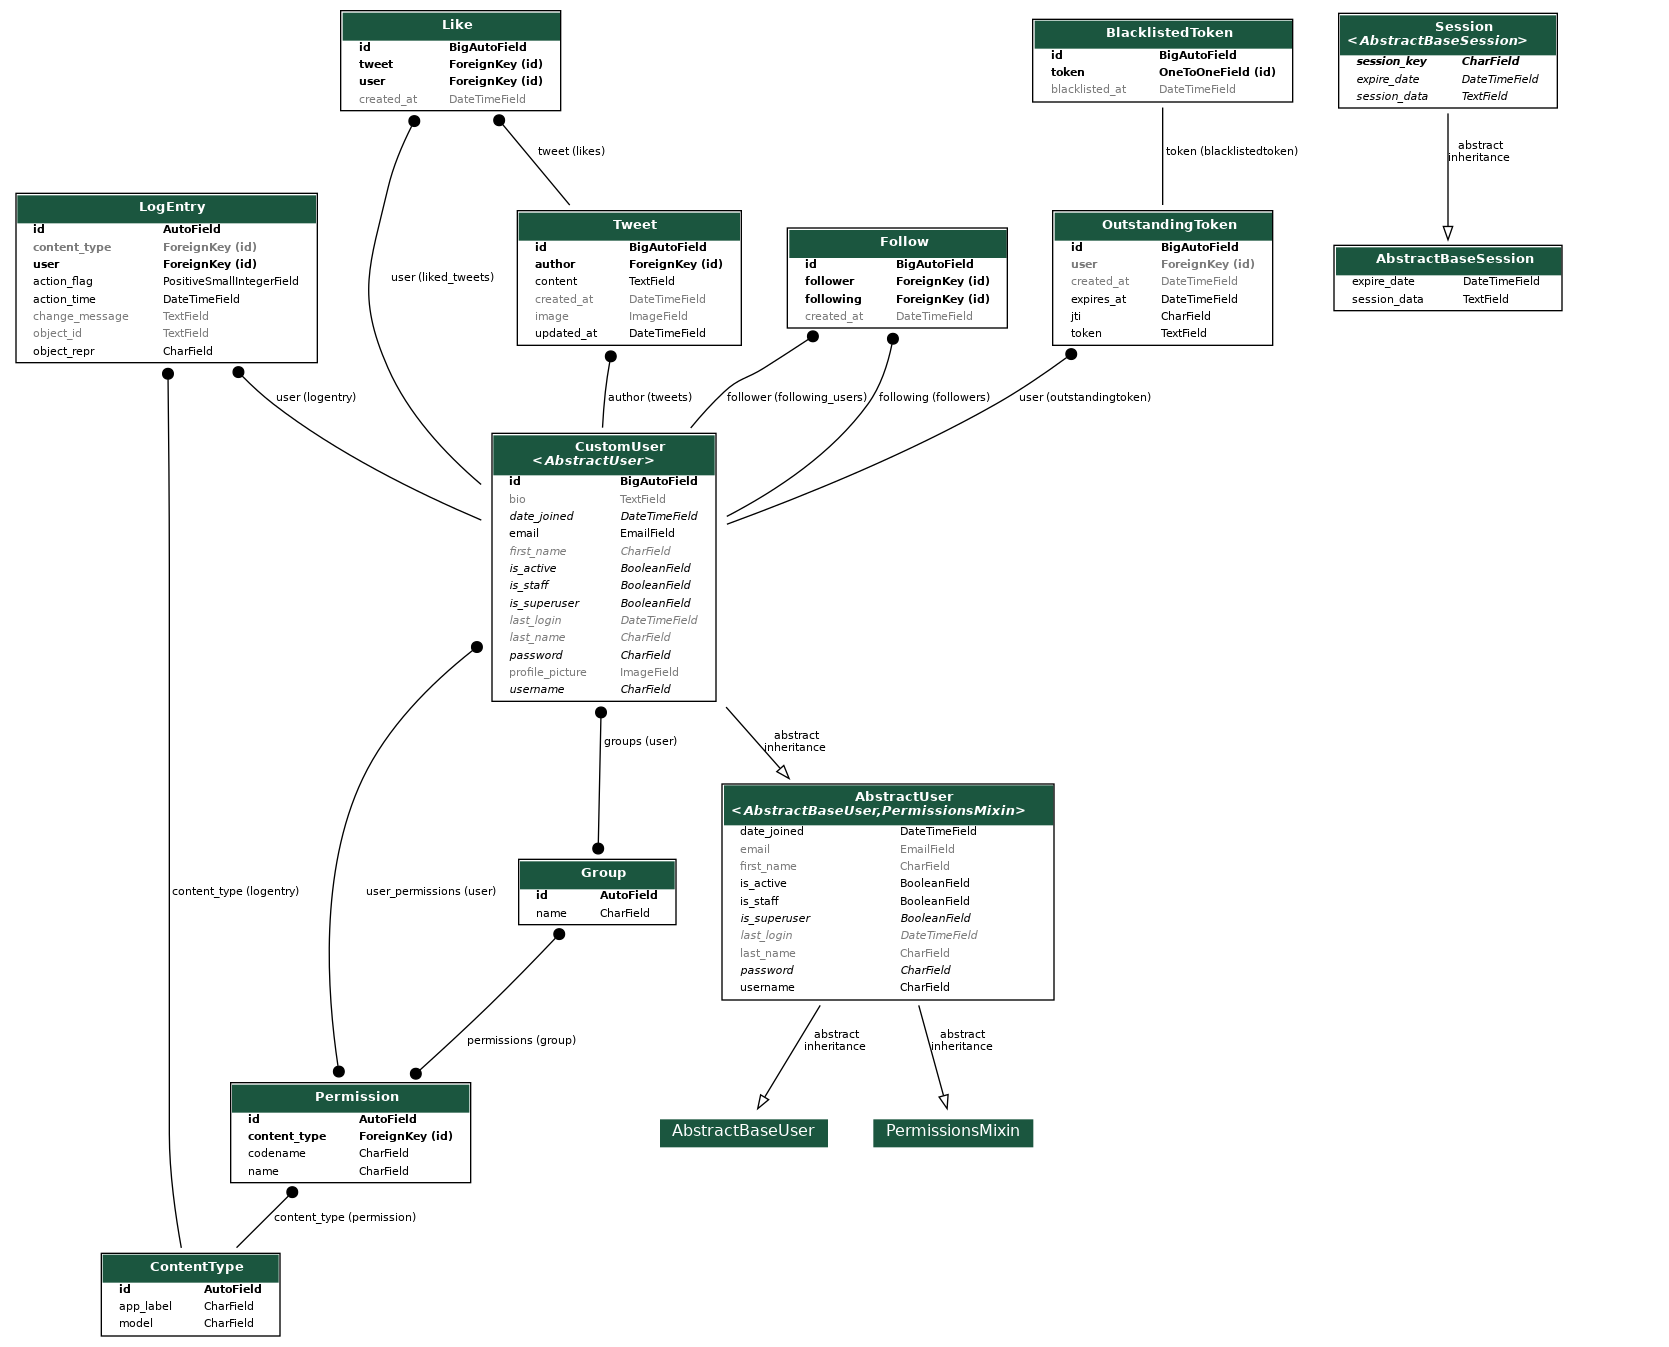 Like
id BigAutoField
tweet ForeignKey (id)
user ForeignKey (id)
created_at DateTimeField
BlacklistedToken
id BigAutoField
token OneToOneField (id)
blacklisted_at DateTimeField
Session
<AbstractBaseSession>
session_key CharField
expire_date DateTimeField
session_data TextField
tweet (likes)
token (blacklistedtoken)
abstract
inheritance
LogEntry
id AutoField
content_type ForeignKey (id)
user ForeignKey (id)
action_flag PositiveSmallIntegerField
action_time DateTimeField
change_message TextField
object_id TextField
object_repr CharField
user (liked_tweets)
Tweet
id BigAutoField
author ForeignKey (id)
content TextField
created_at DateTimeField
image ImageField
updated_at DateTimeField
Follow
id BigAutoField
follower ForeignKey (id)
following ForeignKey (id)
created_at DateTimeField
OutstandingToken
id BigAutoField
user ForeignKey (id)
created_at DateTimeField
expires_at DateTimeField
jti CharField
token TextField
AbstractBaseSession
expire_date DateTimeField
session_data TextField
user (logentry)
author (tweets)
follower (following_users)
following (followers)
user (outstandingtoken)
CustomUser
<AbstractUser>
id BigAutoField
bio TextField
date_joined DateTimeField
email EmailField
first_name CharField
is_active BooleanField
is_staff BooleanField
is_superuser BooleanField
last_login DateTimeField
last_name CharField
password CharField
profile_picture ImageField
username CharField
groups (user)
abstract
inheritance
content_type (logentry)
user_permissions (user)
Group
id AutoField
name CharField
AbstractUser
<AbstractBaseUser,PermissionsMixin>
date_joined DateTimeField
email EmailField
first_name CharField
is_active BooleanField
is_staff BooleanField
is_superuser BooleanField
last_login DateTimeField
last_name CharField
password CharField
username CharField
permissions (group)
abstract
inheritance
abstract
inheritance
Permission
id AutoField
content_type ForeignKey (id)
codename CharField
name CharField
AbstractBaseUser
PermissionsMixin
content_type (permission)
ContentType
id AutoField
app_label CharField
model CharField